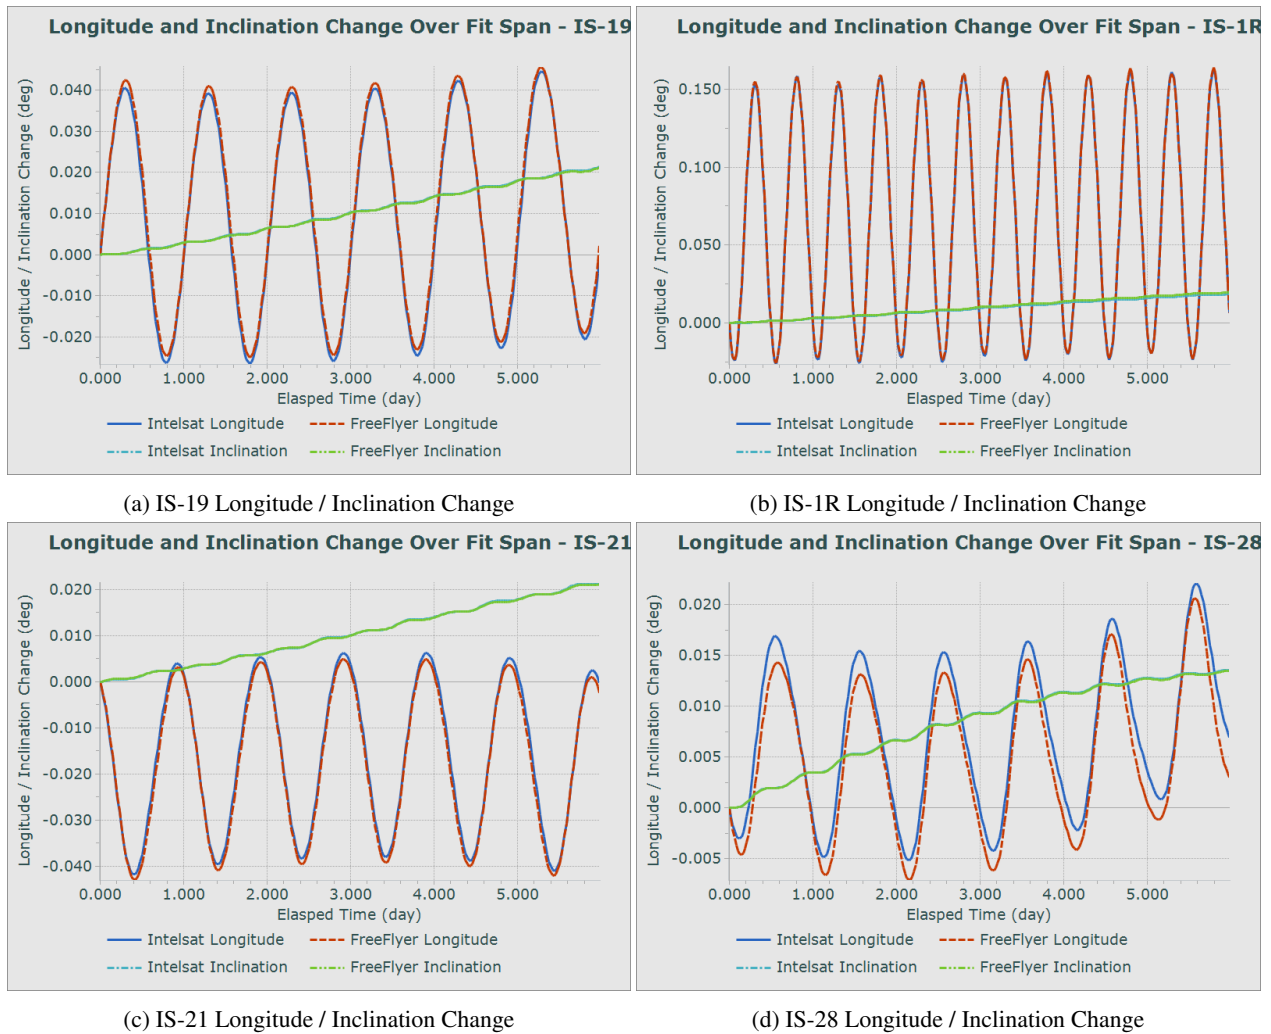 Longitude and Inclination Change Over Fit Span - IS-19
Longitude / Inclination Change (deg)
0.040
0.030
0.020
0.010
0.000
-0.010
-0.020
0.000 1.000 2.000 3.000 4.000 5.000
Elasped Time (day)
Intelsat Longitude FreeFlyer Longitude
Intelsat Inclination FreeFlyer Inclination
(a) IS-19 Longitude / Inclination Change
Longitude and Inclination Change Over Fit Span - IS-1R
Longitude / Inclination Change (deg)
0.150
0.100
0.050
0.000
0.000 1.000 2.000 3.000 4.000 5.000
Elasped Time (day)
Intelsat Longitude FreeFlyer Longitude
Intelsat Inclination FreeFlyer Inclination
(b) IS-1R Longitude / Inclination Change
Longitude and Inclination Change Over Fit Span - IS-21
Longitude / Inclination Change (deg)
0.020
0.010
0.000
-0.010
-0.020
-0.030
-0.040
0.000 1.000 2.000 3.000 4.000 5.000
Elasped Time (day)
Intelsat Longitude FreeFlyer Longitude
Intelsat Inclination FreeFlyer Inclination
(c) IS-21 Longitude / Inclination Change
Longitude and Inclination Change Over Fit Span - IS-28
Longitude / Inclination Change (deg)
0.020
0.015
0.010
0.005
0.000
-0.005
0.000 1.000 2.000 3.000 4.000 5.000
Elasped Time (day)
Intelsat Longitude FreeFlyer Longitude
Intelsat Inclination FreeFlyer Inclination
(d) IS-28 Longitude / Inclination Change